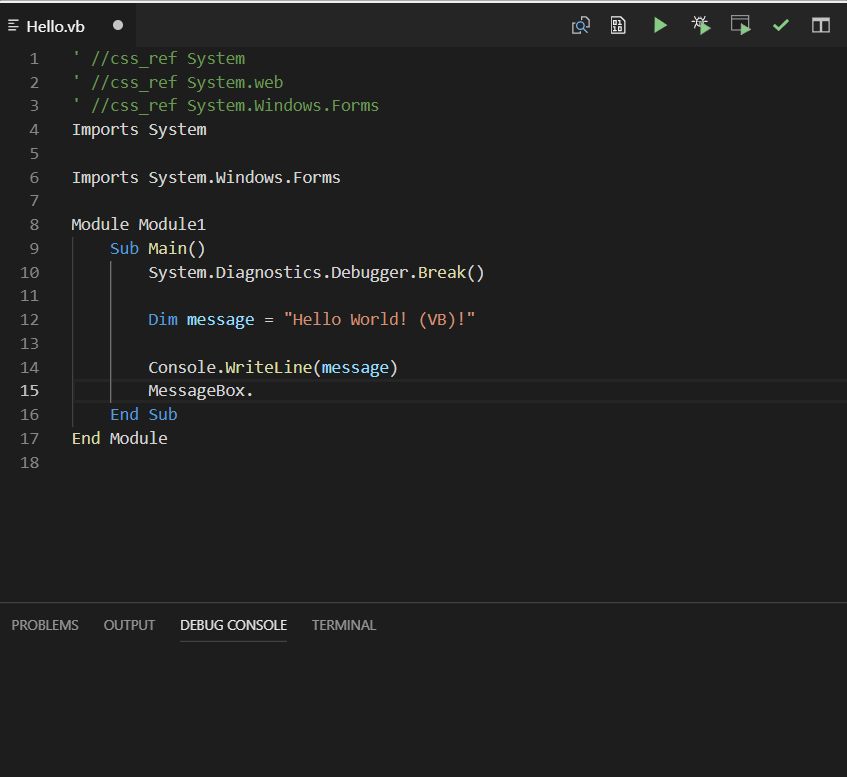 Hello.vb
1 ' //css_ref System
2 ' //css_ref System.web
3 ' //css_ref System.Windows.Forms
4 Imports System
5
6 Imports System.Windows.Forms
7
8 Module Module1
9 Sub Main()
10 System.Diagnostics.Debugger.Break()
11
12 Dim message = "Hello World! (VB)!"
13
14 Console.WriteLine(message)
15 MessageBox.
16 End Sub
17 End Module
18
PROBLEMS OUTPUT DEBUG CONSOLE TERMINAL